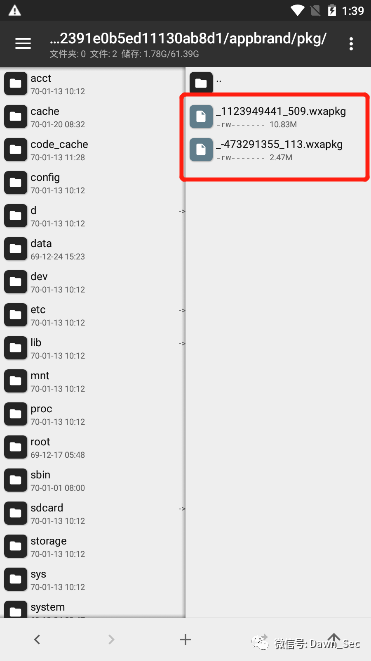 1:39
...2391e0b5ed11130ab8d1/appbrand/pkg/
文件夹: 0 文件: 2 储存: 1.78G/61.39G
acct
70-01-13 10:12
cache
70-01-20 08:32
code_cache
70-01-13 11:28
config
70-01-13 10:12
d
70-01-13 10:12
->
data
69-12-24 15:23
dev
70-01-13 10:12
etc
70-01-13 10:12
->
lib
70-01-13 10:12
->
mnt
70-01-13 10:12
proc
70-01-13 10:12
root
69-12-17 05:48
sbin
70-01-01 08:00
sdcard
70-01-13 10:12
->
storage
70-01-13 10:12
sys
70-01-13 10:12
system
..
_1123949441_509.wxapkg
-rw------- 10.83M
_-473291355_113.wxapkg
-rw------- 2.47M
微信号: Dawn_Sec